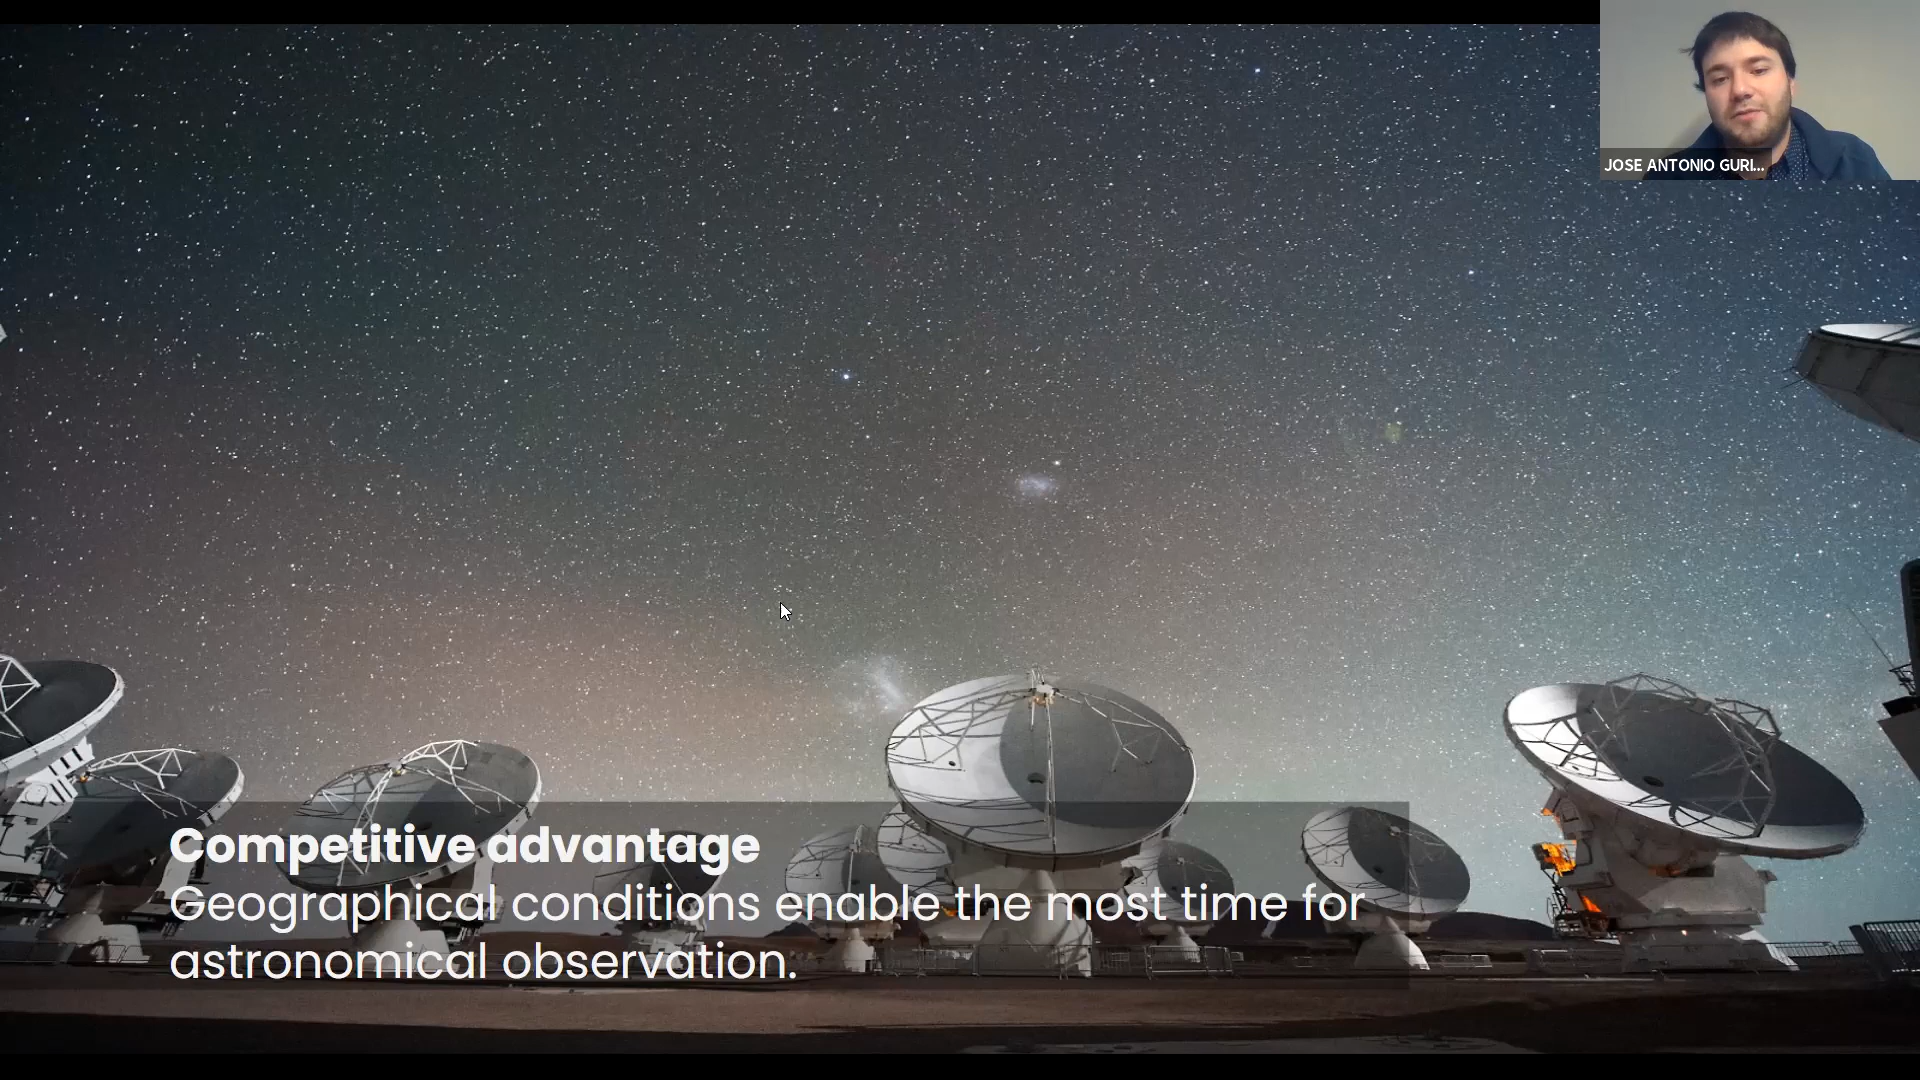 JOSE ANTONIO GURI...
Competitive advantage
Geographical conditions enable the most time for
astronomical observation.